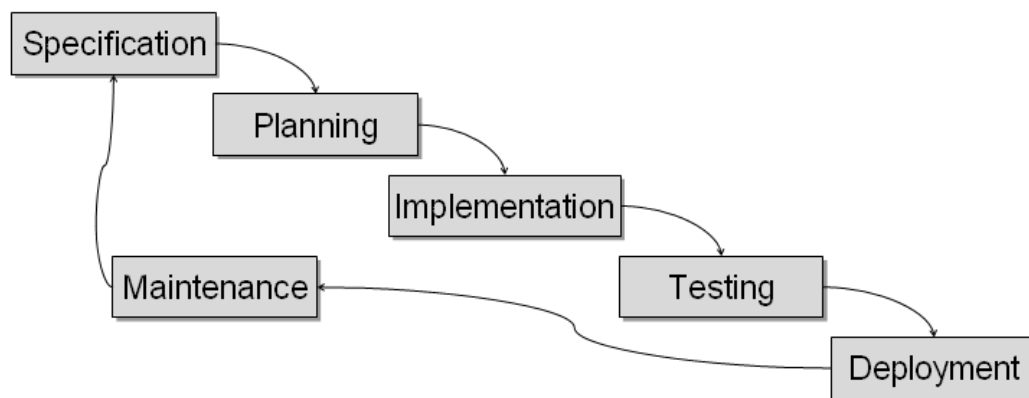 Specification
Planning
Implementation
Testing
Deployment
Maintenance